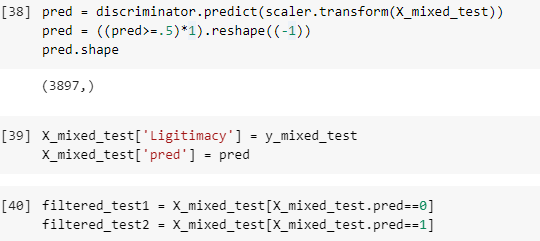 [38] pred = discriminator.predict(scaler.transform(X_mixed_test))
pred = ((pred>=.5)*1).reshape((-1))
pred.shape
(3897,)
[39] X_mixed_test['Ligitimacy'] = y_mixed_test
X_mixed_test['pred'] = pred
[40] filtered_test1 = X_mixed_test[X_mixed_test.pred==0]
filtered_test2 = X_mixed_test[X_mixed_test.pred==1]